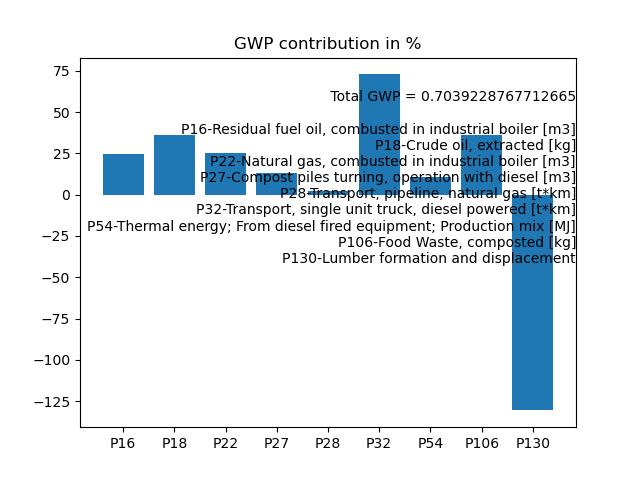 GWP contribution in %
75
50
25
0
−25
−50
−75
−100
−125
Total GWP = 0.7039228767712665
P16-Residual fuel oil, combusted in industrial boiler [m3]
P18-Crude oil, extracted [kg]
P22-Natural gas, combusted in industrial boiler [m3]
P27-Compost piles turning, operation with diesel [m3]
P28-Transport, pipeline, natural gas [t*km]
P32-Transport, single unit truck, diesel powered [t*km]
P54-Thermal energy; From diesel fired equipment; Production mix [MJ]
P106-Food Waste, composted [kg]
P130-Lumber formation and displacement
P16 P18 P22 P27 P28 P32 P54 P106 P130